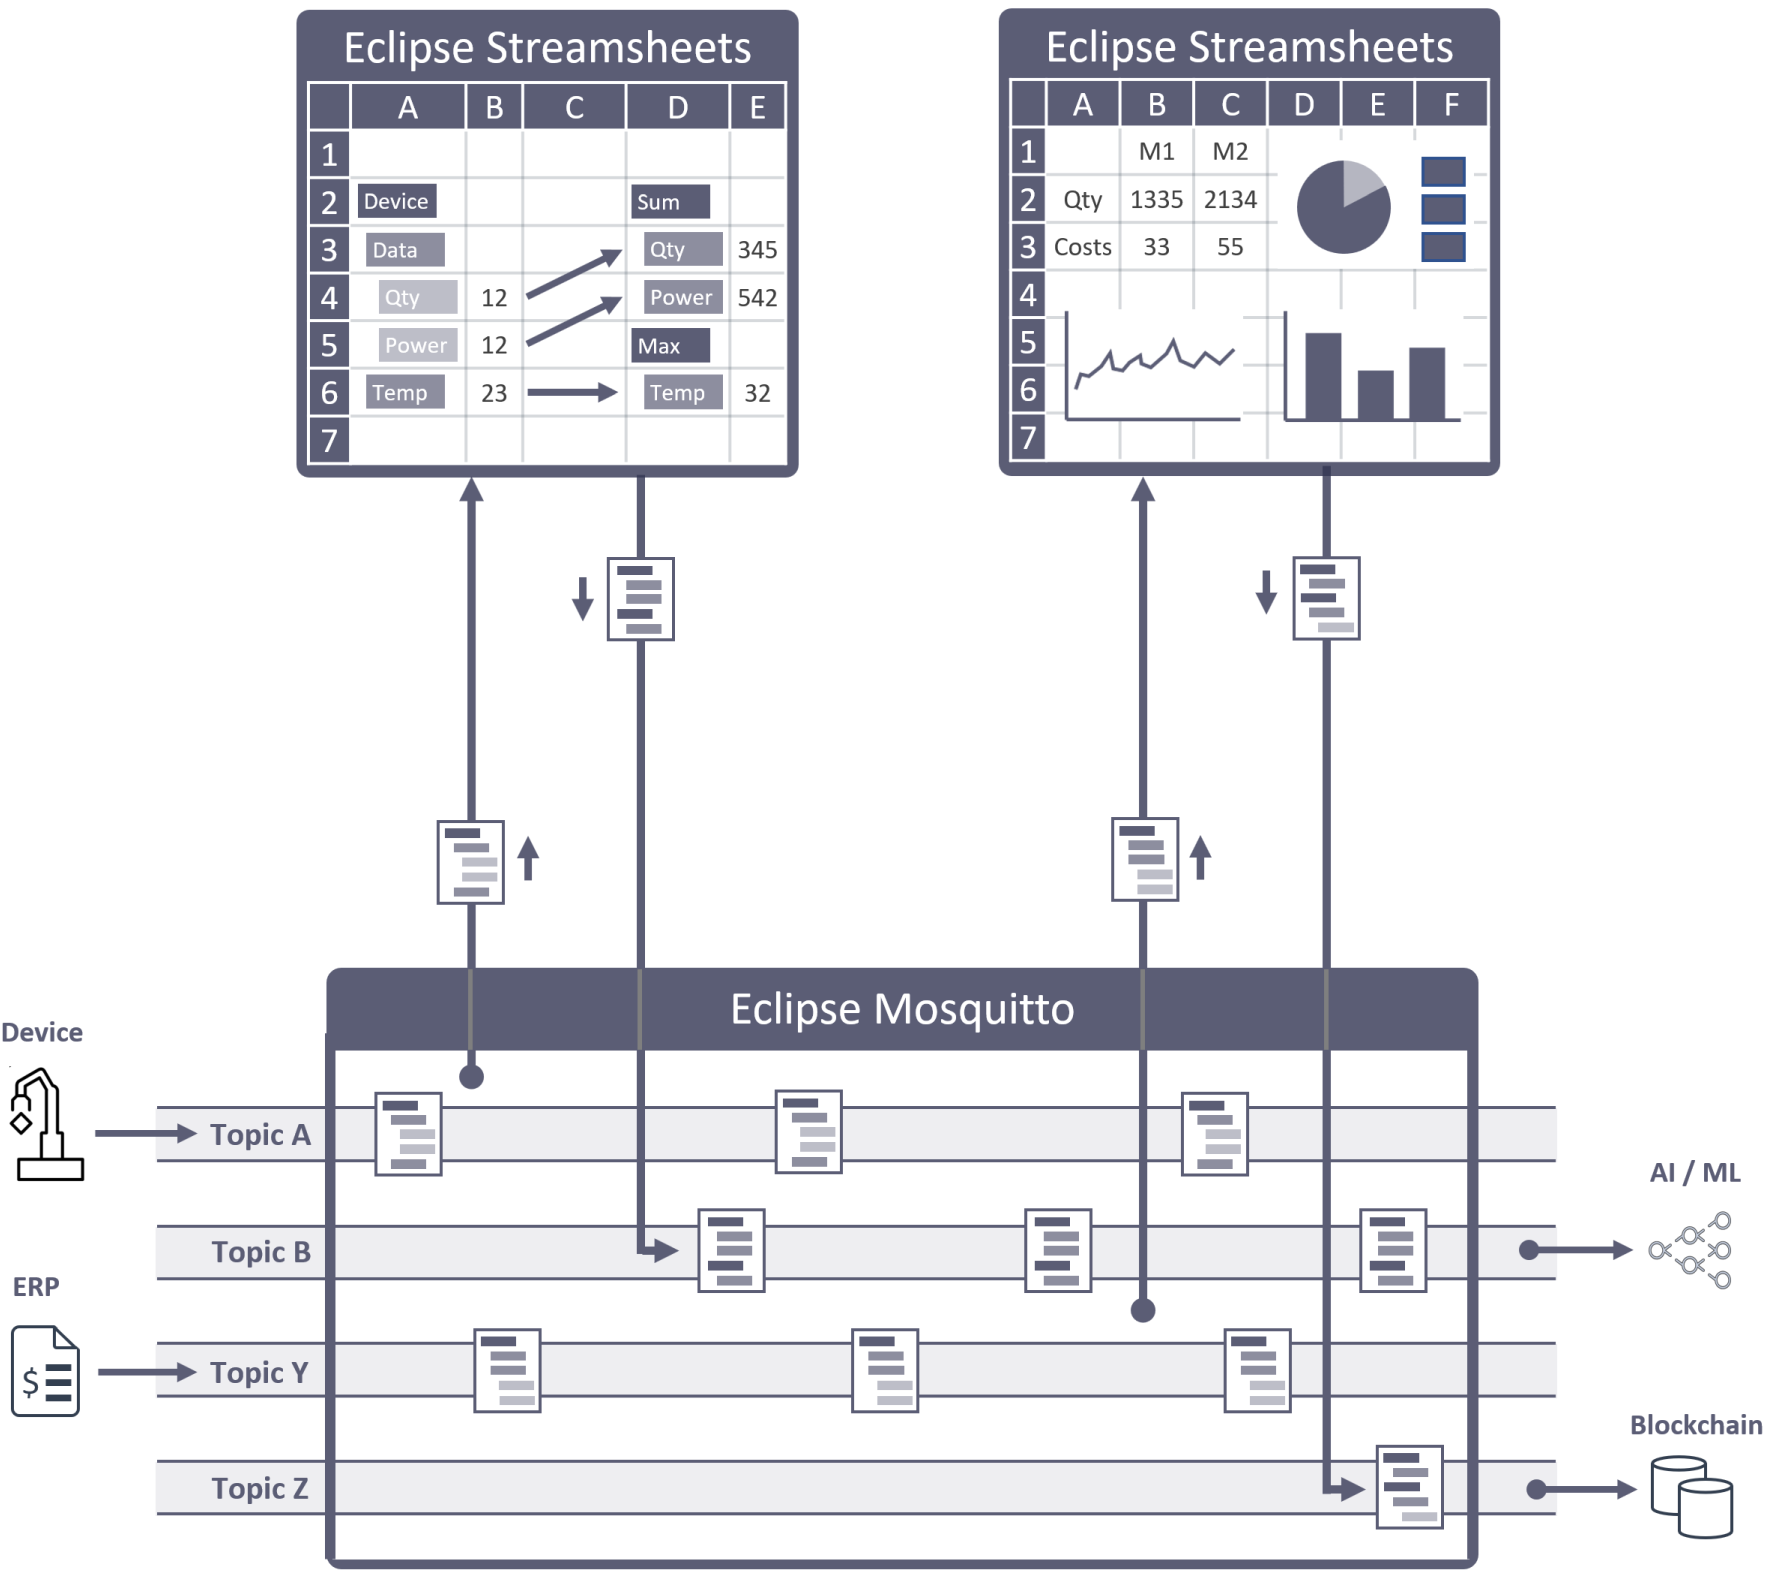 Eclipse Streamsheets
A B C D E
1
2 Device Sum
3 Data Qty 345
4 Qty 12 Power 542
5 Power 12 Max
6 Temp 23 Temp 32
7
Eclipse Streamsheets
A B C D E F
1 M1 M2
2 Qty 1335 2134
3 Costs 33 55
4
5
6
7
Eclipse Mosquitto
Device
Topic A
AI / ML
Topic B
ERP
Topic Y
$
Blockchain
Topic Z